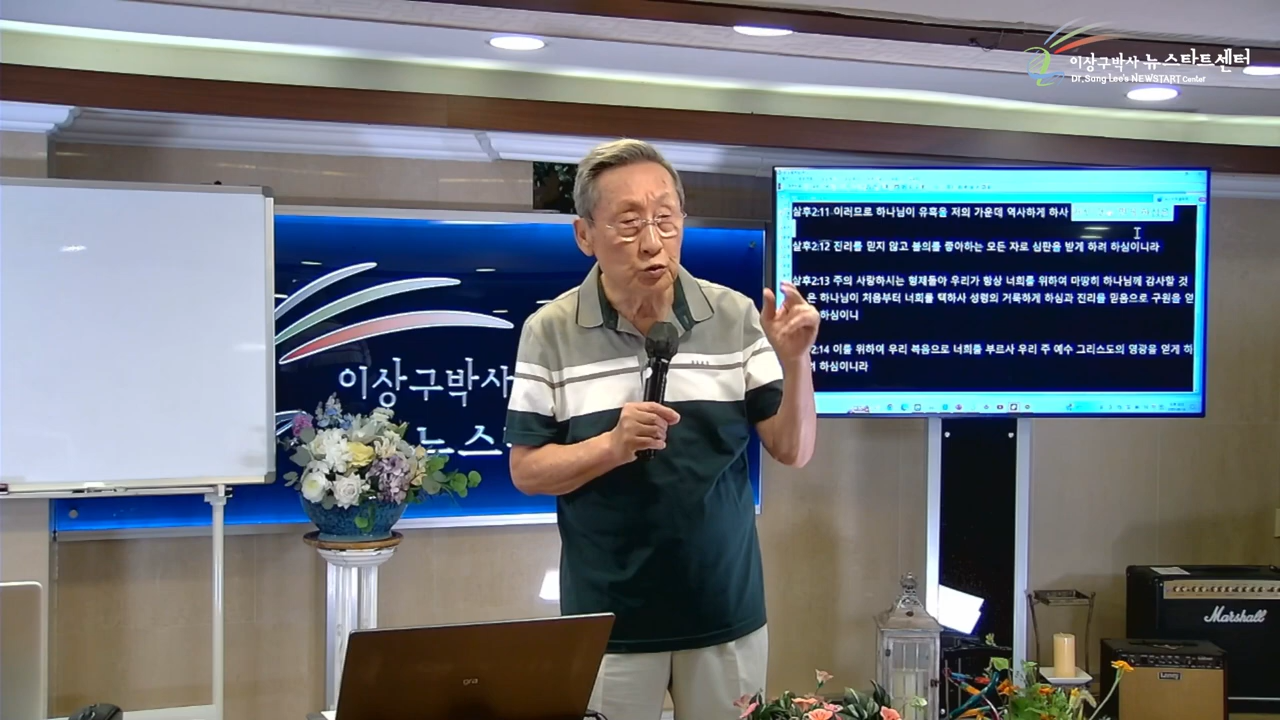 이상구박사 뉴스타트센터
Dr. Sang Lee's NEWSTART Center
살후2:11 이러므로 하나님이 유혹을 저의 가운데 역사하게 하사
살후2:12 진리를 믿지 않고 불의를 좋아하는 모든 자로 심판을 받게 하려 하심이니라
살후2:13 주의 사랑하시는 형제들아 우리가 항상 너희를 위하여 마땅히 하나님께 감사할 것
은 하나님이 처음부터 너희를 택하사 성령의 거룩하게 하심과 진리를 믿음으로 구원을 얻
하심이니
2:14 이를 위하여 우리 복음으로 너희를 부르사 우리 주 예수 그리스도의 영광을 얻게 하
려 하심이니라
이상구박사
뉴스
Marshall
Laney
gra